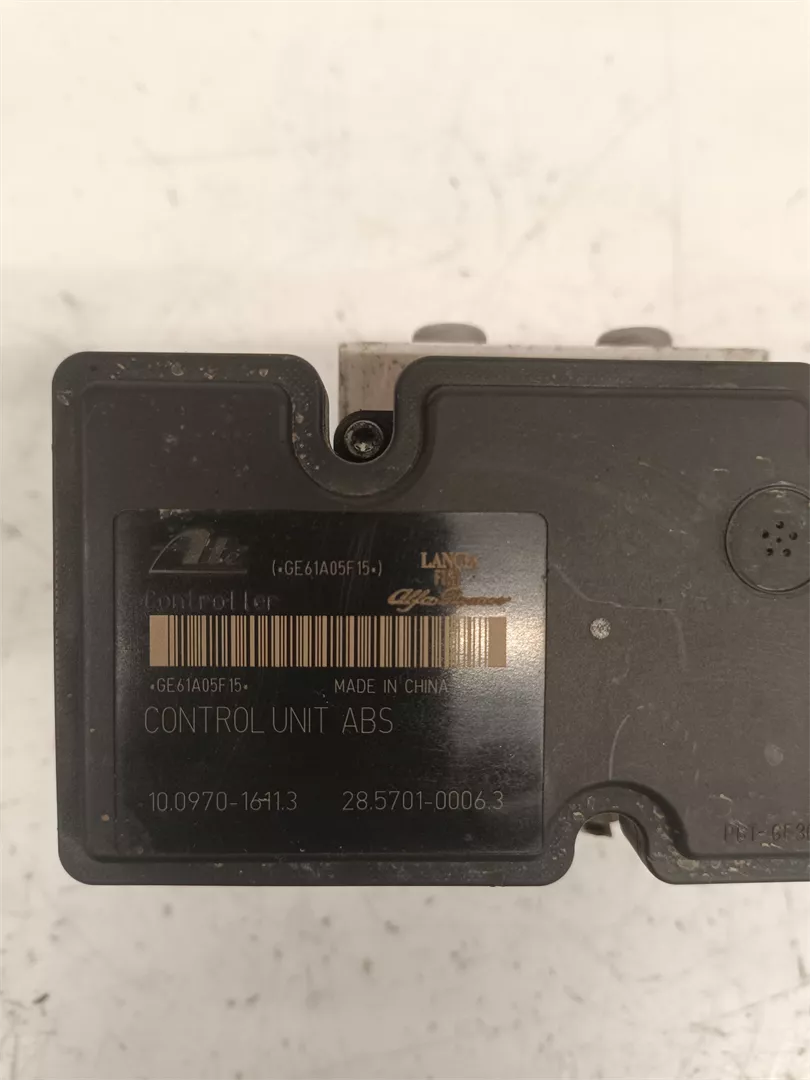 Ate (*GE61A05F15*) LANCIA
FIAT
Controller Alfa Romeo
*GE61A05F15* MADE IN CHINA
CONTROL UNIT ABS
10.0970-1611.3 28.5701-0006.3